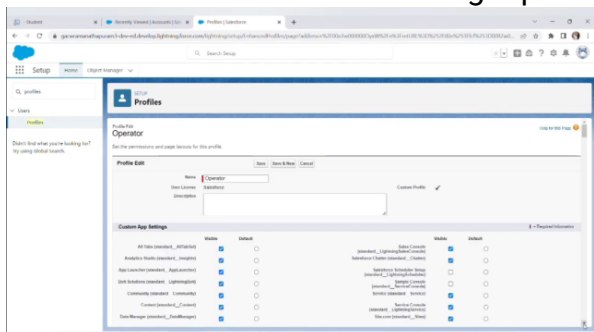 Student
Recently Viewed | Accounts | Sal
Profiles | Salesforce
Search Setup
Setup
Home
Object Manager
profiles
Users
Profiles
Didn't find what you're looking for?
Try using Global Search.
SETUP
Profiles
Profile Edit
Operator
Help for this Page
Set the permissions and page layouts for this profile.
Profile Edit
Save
Save & New
Cancel
Name
Operator
User License
Salesforce
Custom Profile
Description
Custom App Settings
= Required Information
Visible
Default
Visible
Default
All Tabs (standard__AllTabSet)
Sales Console
(standard__LightningSalesConsole)
Analytics Studio (standard__Insights)
Salesforce Chatter (standard__Chatter)
App Launcher (standard__AppLauncher)
Salesforce Scheduler Setup
(standard__LightningScheduler)
Bolt Solutions (standard__LightningBolt)
Sample Console
(standard__ServiceConsole)
Community (standard__Community)
Service (standard__Service)
Content (standard__Content)
Service Console
(standard__LightningService)
Data Manager (standard__DataManager)
Site.com (standard__Sites)